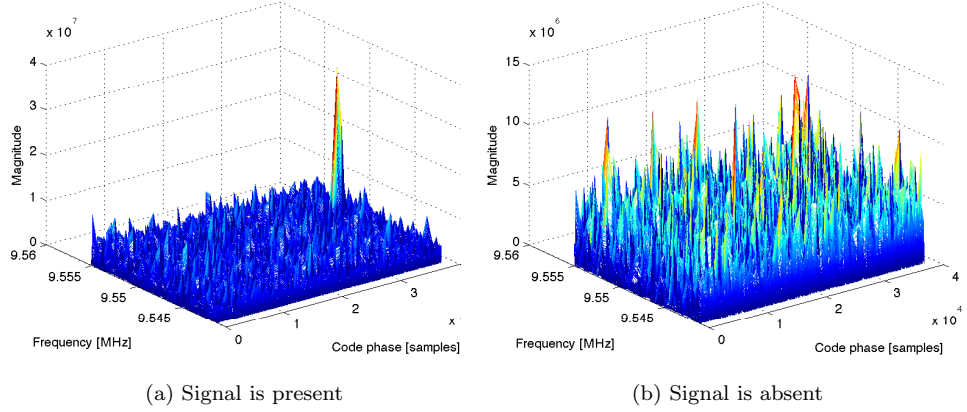 x 10^7
4
3
2
1
0
Magnitude
9.56
9.555
9.55
9.545
Frequency [MHz]
0
1
2
3
x
Code phase [samples]
(a) Signal is present
x 10^6
15
10
5
0
Magnitude
9.56
9.555
9.55
9.545
Frequency [MHz]
0
1
2
3
4
x 10^4
Code phase [samples]
(b) Signal is absent